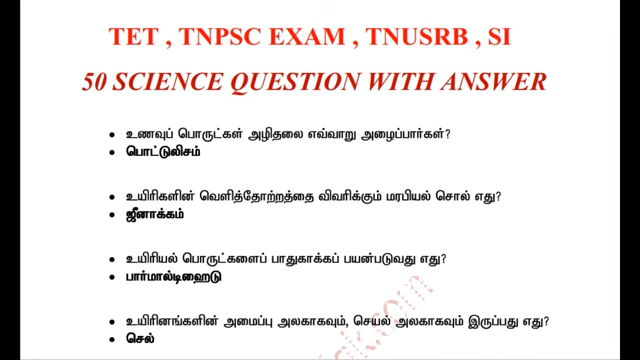 TET , TNPSC EXAM , TNUSRB , SI
50 SCIENCE QUESTION WITH ANSWER
• உணவுப் பொருட்கள் அழிதலை எவ்வாறு அழைப்பார்கள்?
• பொட்டுலிசம்
• உயிரிகளின் வெளித்தோற்றத்தை விவரிக்கும் மரபியல் சொல் எது?
• ஜீனாக்கம்
• உயிரியல் பொருட்களைப் பாதுகாக்கப் பயன்படுவது எது?
• பார்மால்டிஹைடு
• உயிரினங்களின் அமைப்பு அலகாகவும், செயல் அலகாகவும் இருப்பது எது?
• செல்